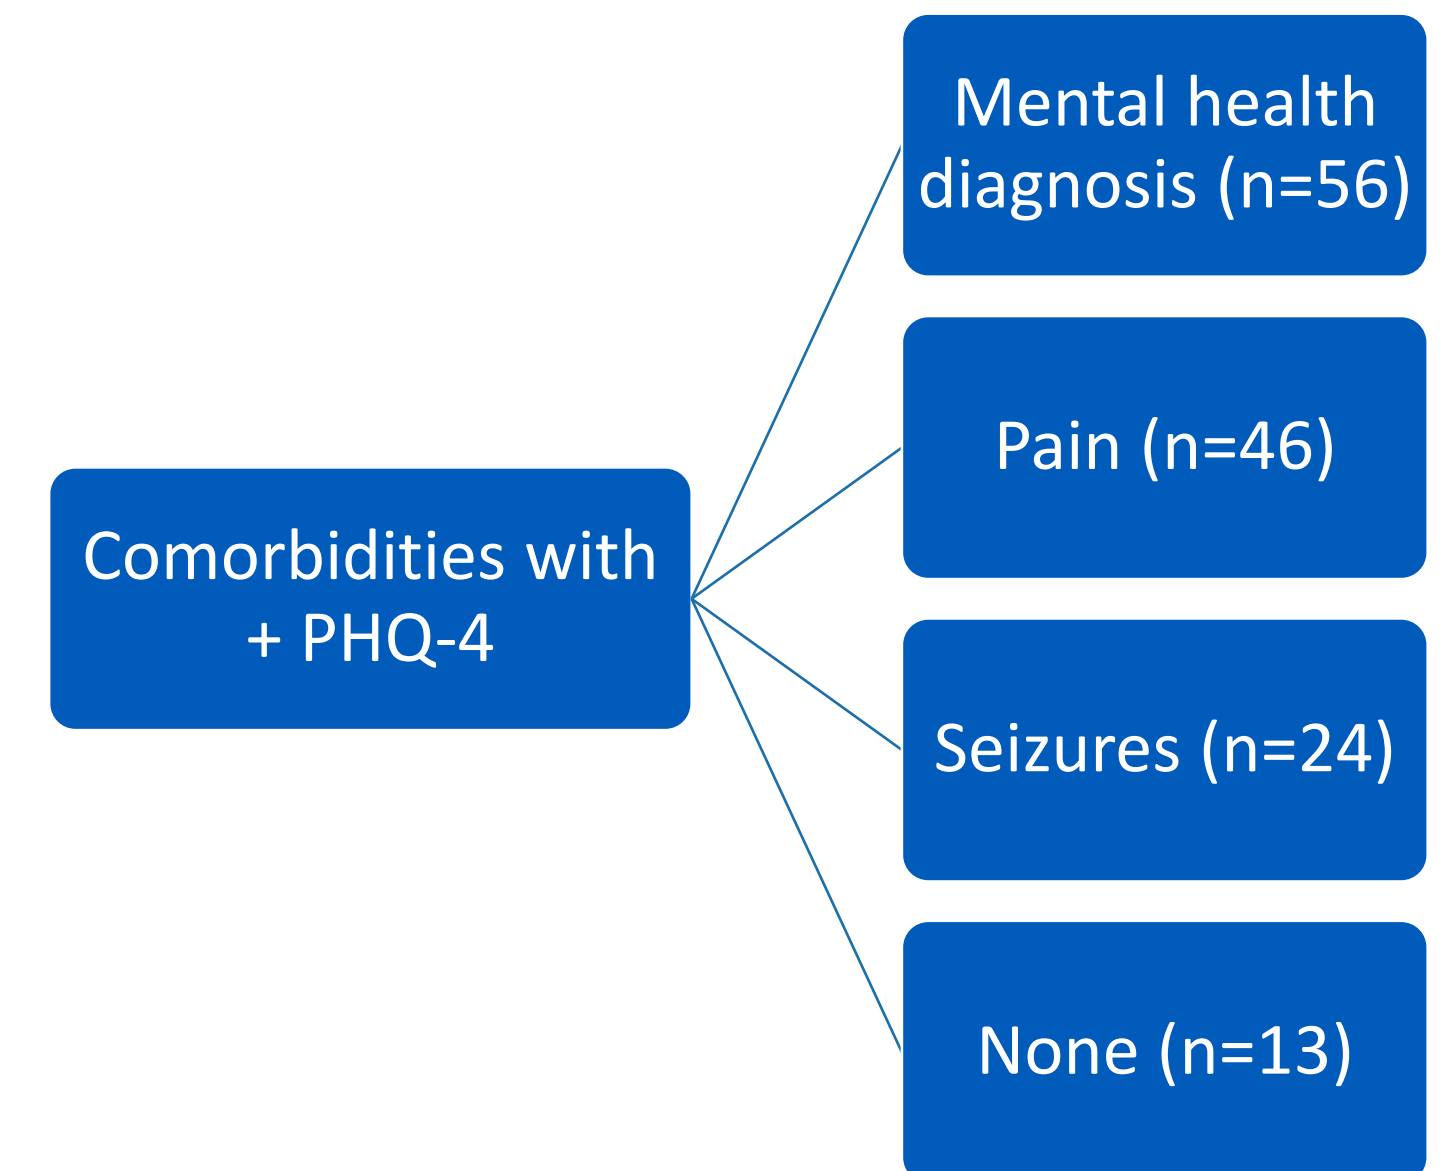 Mental health
diagnosis (n=56)
Pain (n=46)
Comorbidities with
+ PHQ-4
Seizures (n=24)
None (n=13)